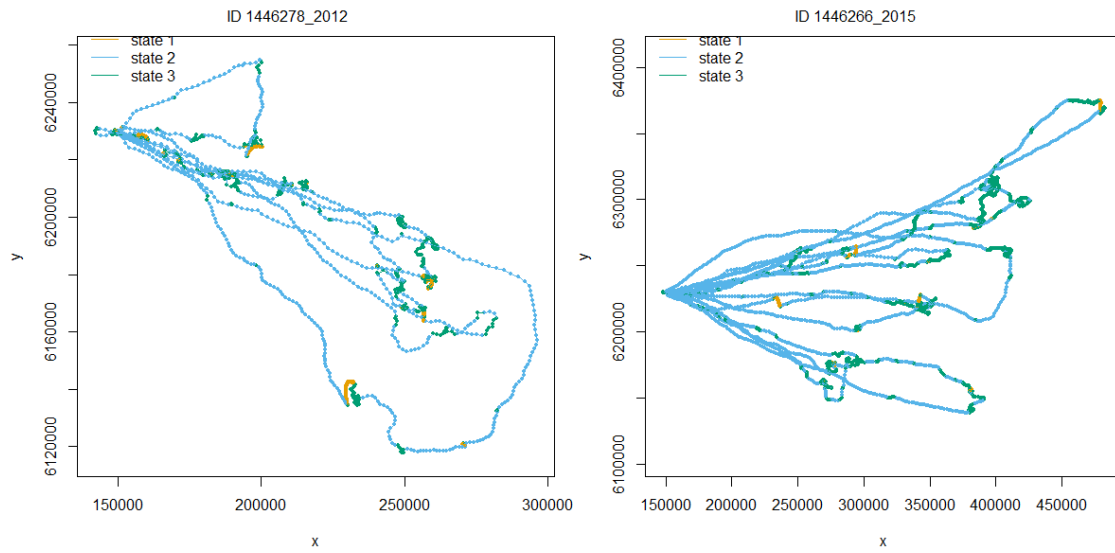 ID 1446278_2012
state 1
state 2
state 3
6240000
6200000
6160000
6120000
y
150000 200000 250000 300000
x
ID 1446266_2015
state 1
state 2
state 3
6400000
6300000
6200000
6100000
y
150000 200000 250000 300000 350000 400000 450000
x